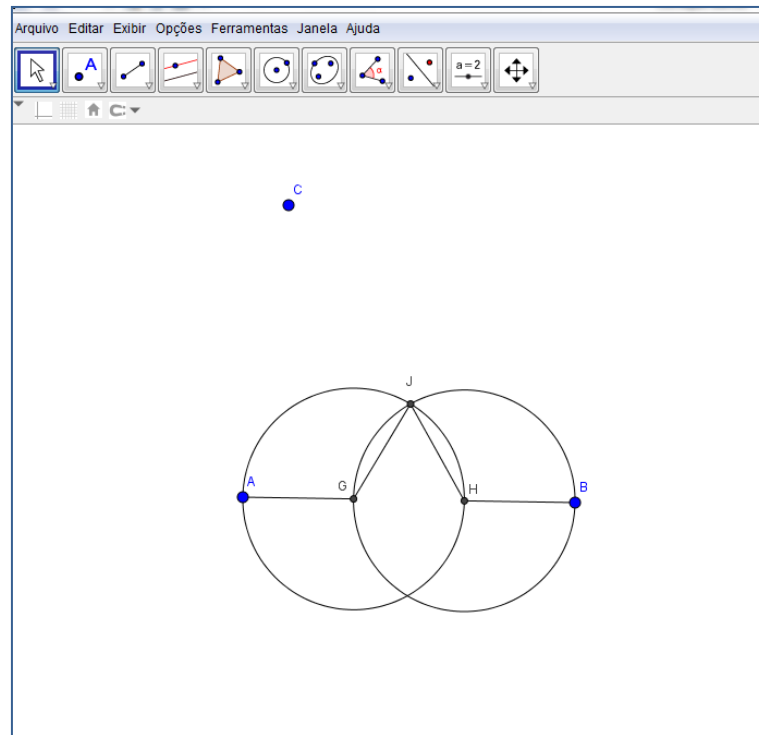 Arquivo Editar Exibir Opções Ferramentas Janela Ajuda
A
α
a=2
C
J
A
G
H
B